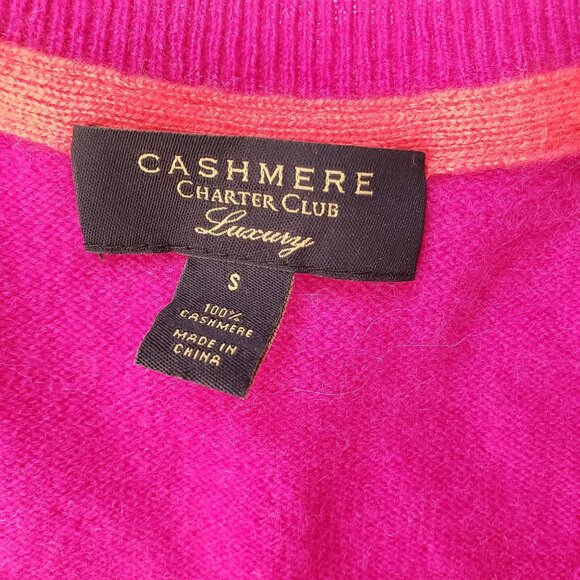 CASHMERE
CHARTER CLUB
Luxury
S
100%
CASHMERE
MADE IN
CHINA